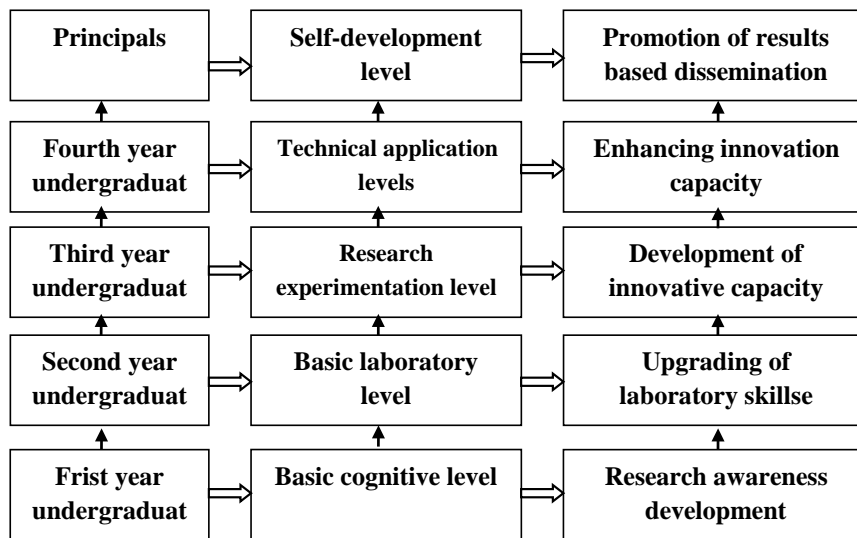 Principals
Self-development
level
Promotion of results
based dissemination
Fourth year
undergraduat
Technical application
levels
Enhancing innovation
capacity
Third year
undergraduat
Research
experimentation level
Development of
innovative capacity
Second year
undergraduat
Basic laboratory
level
Upgrading of
laboratory skillse
Frist year
undergraduat
Basic cognitive level
Research awareness
development